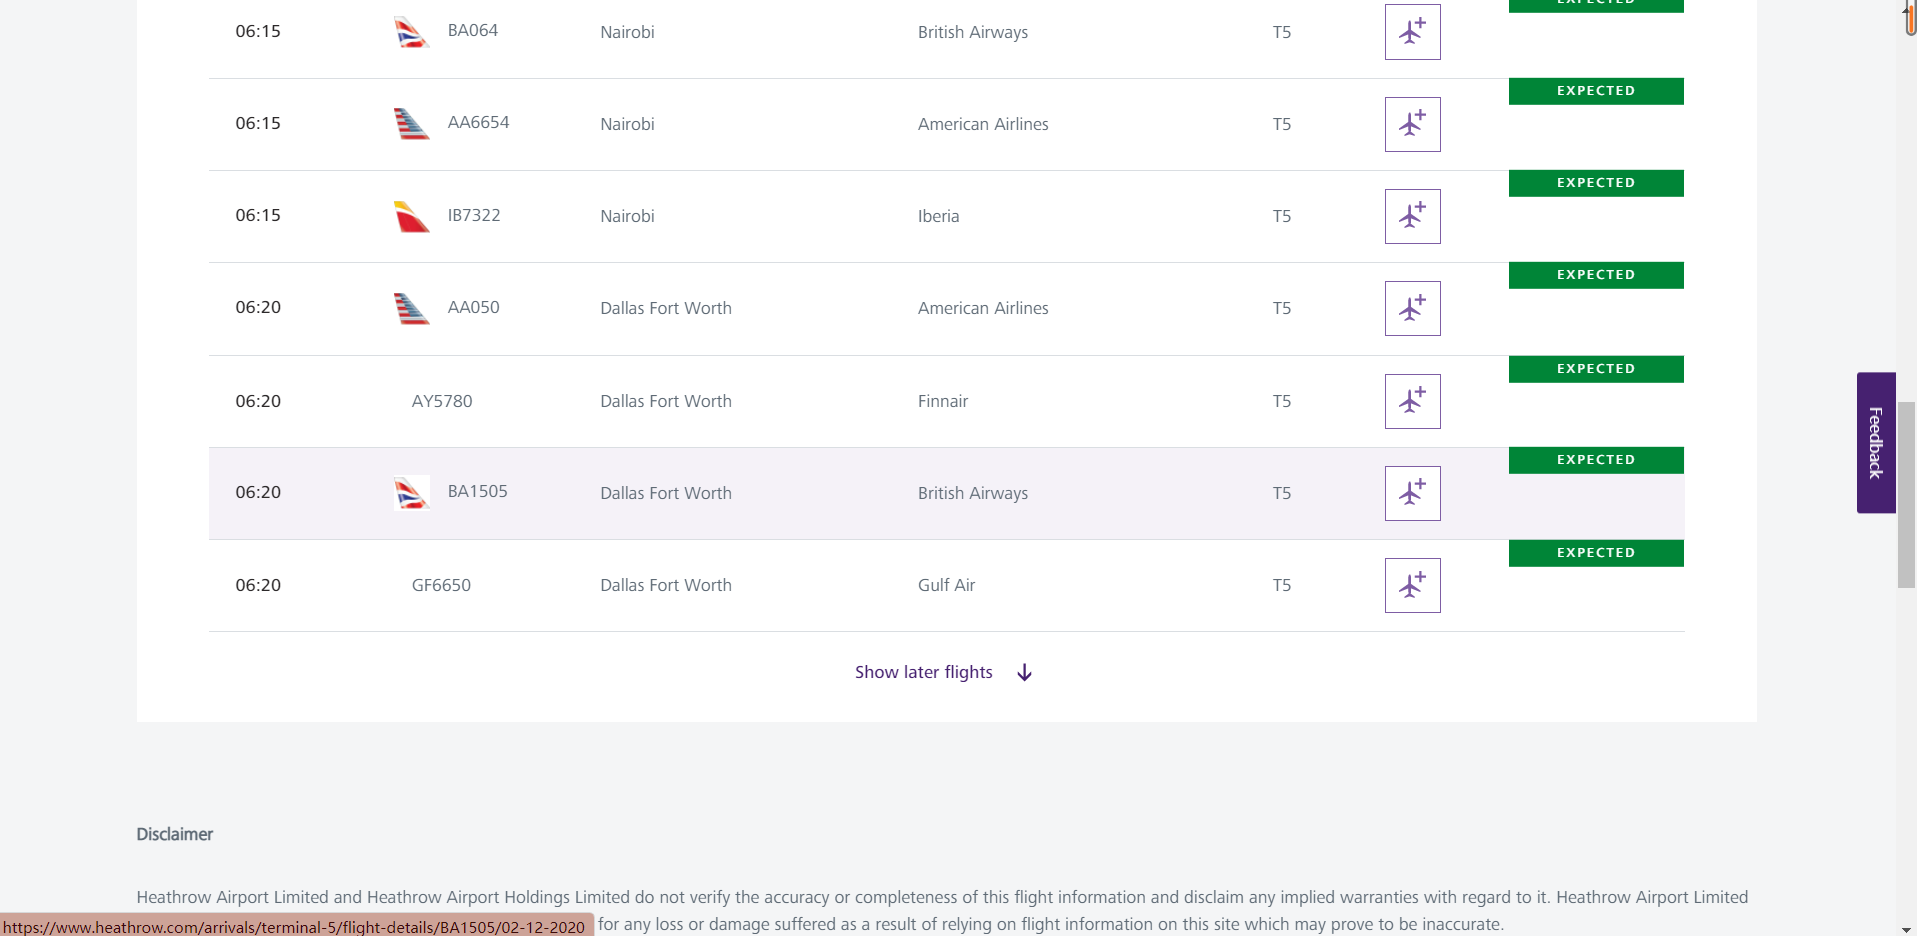 EXPECTED
06:15 BA064 Nairobi British Airways T5
EXPECTED
06:15 AA6654 Nairobi American Airlines T5
EXPECTED
06:15 IB7322 Nairobi Iberia T5
EXPECTED
06:20 AA050 Dallas Fort Worth American Airlines T5
EXPECTED
06:20 AY5780 Dallas Fort Worth Finnair T5
Feedback
EXPECTED
06:20 BA1505 Dallas Fort Worth British Airways T5
EXPECTED
06:20 GF6650 Dallas Fort Worth Gulf Air T5
Show later flights
Disclaimer
Heathrow Airport Limited and Heathrow Airport Holdings Limited do not verify the accuracy or completeness of this flight information and disclaim any implied warranties with regard to it. Heathrow Airport Limited
for any loss or damage suffered as a result of relying on flight information on this site which may prove to be inaccurate.
https://www.heathrow.com/arrivals/terminal-5/flight-details/BA1505/02-12-2020